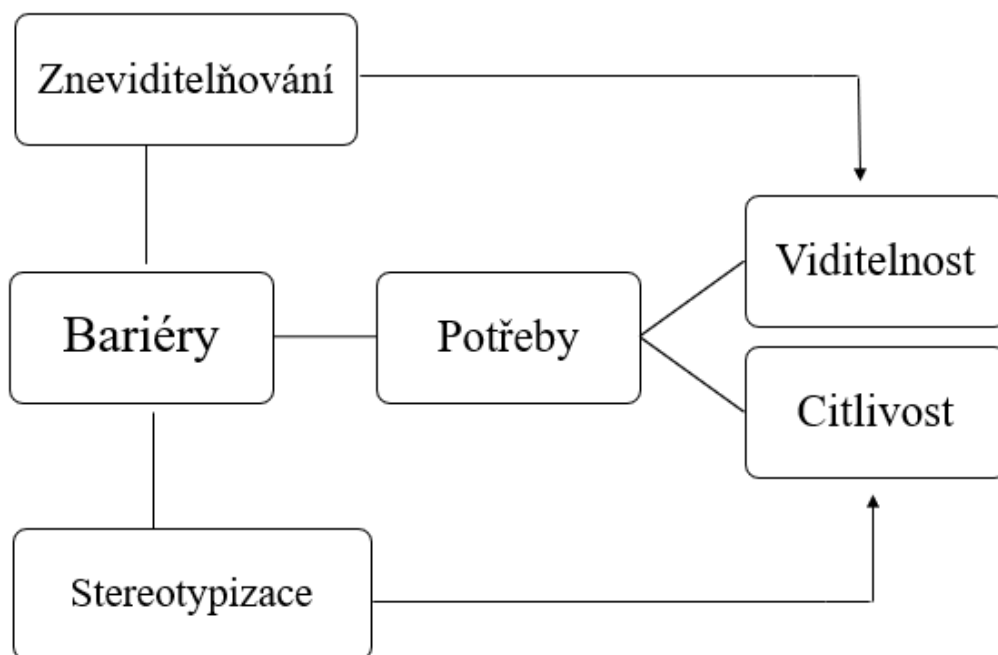 Zneviditelňování
Viditelnost
Bariéry
Potřeby
Citlivost
Stereotypizace